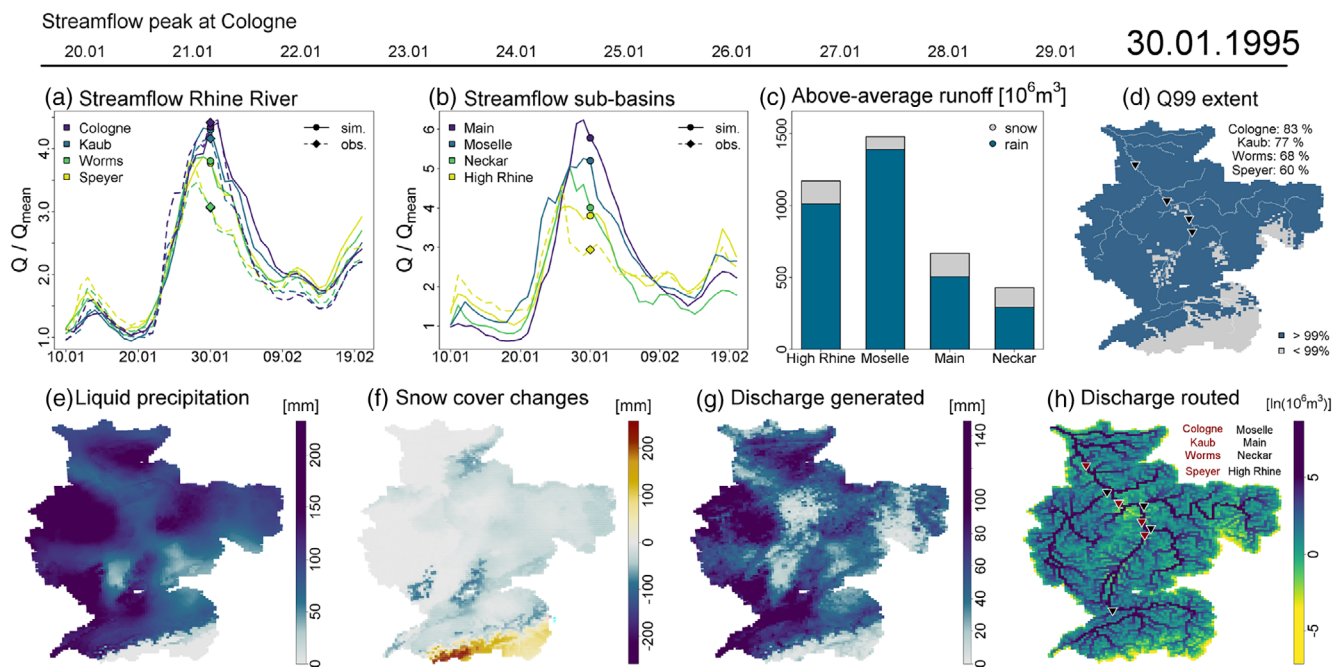 Streamflow peak at Cologne
20.01 21.01 22.01 23.01 24.01 25.01 26.01 27.01 28.01 29.01 30.01.1995
(a) Streamflow Rhine River
Q / Qmean
4.0
3.0
2.0
1.0
Cologne
Kaub
Worms
Speyer
sim.
obs.
10.01 20.01 30.01 09.02 19.02
(b) Streamflow sub-basins
Q / Qmean
6
5
4
3
2
1
Main
Moselle
Neckar
High Rhine
sim.
obs.
10.01 20.01 30.01 09.02 19.02
(c) Above-average runoff [10⁶m³]
1500
1000
500
0
snow
rain
High Rhine Moselle Main Neckar
(d) Q99 extent
Cologne: 83 %
Kaub: 77 %
Worms: 68 %
Speyer: 60 %
> 99%
< 99%
(e) Liquid precipitation
[mm]
200
150
100
50
0
(f) Snow cover changes
[mm]
200
100
0
-100
-200
(g) Discharge generated
[mm]
140
100
80
60
40
20
0
(h) Discharge routed
[ln(10⁶m³)]
Cologne Moselle
Kaub Main
Worms Neckar
Speyer High Rhine
5
0
-5